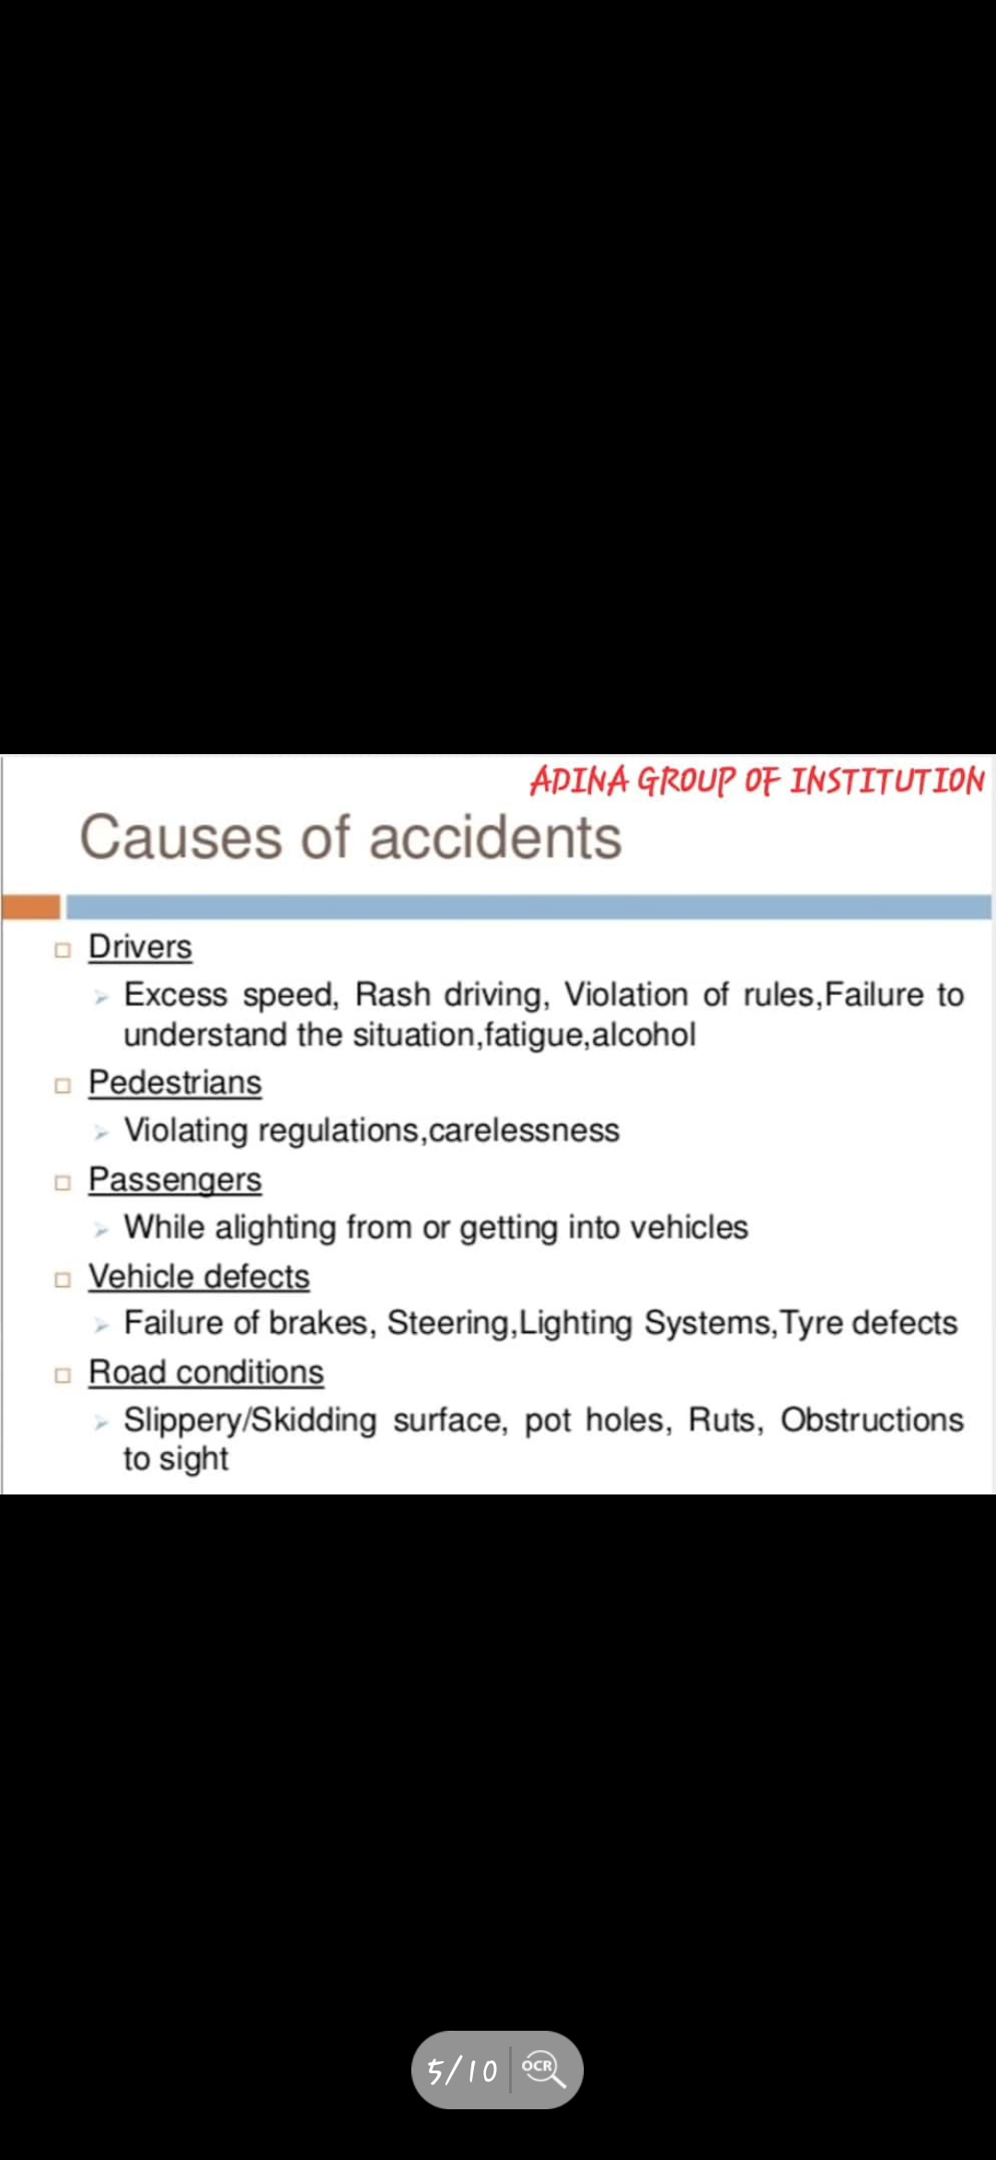 ADINA GROUP OF INSTITUTION
Causes of accidents
Drivers
Excess speed, Rash driving, Violation of rules,Failure to
understand the situation,fatigue,alcohol
Pedestrians
Violating regulations,carelessness
Passengers
While alighting from or getting into vehicles
Vehicle defects
Failure of brakes, Steering,Lighting Systems,Tyre defects
Road conditions
Slippery/Skidding surface, pot holes, Ruts, Obstructions
to sight
5/10 OCR